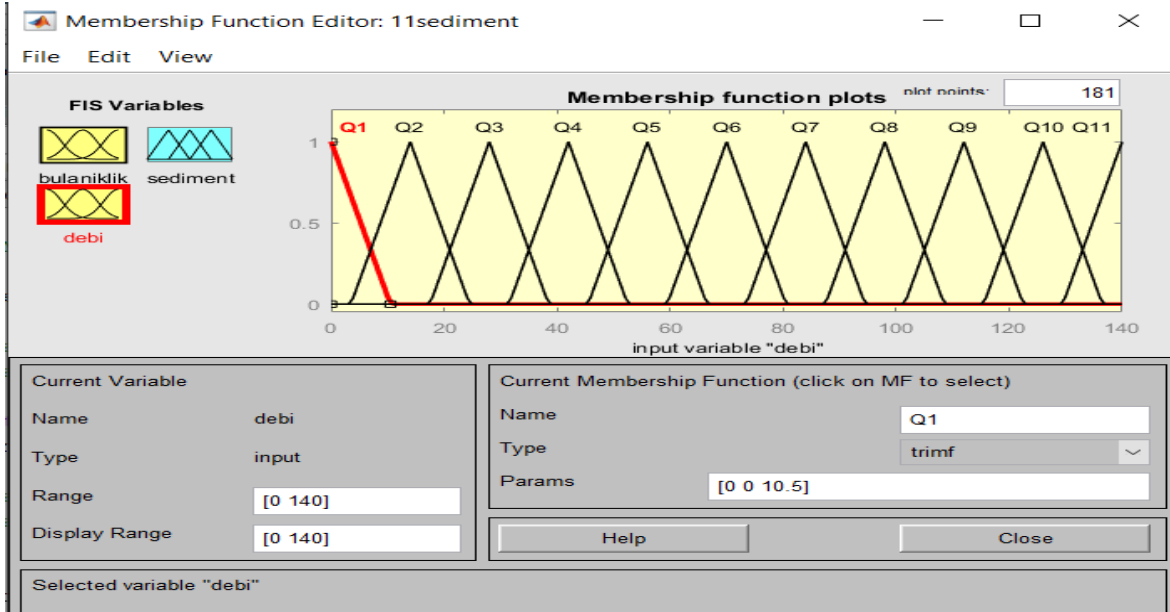 Membership Function Editor: 11sediment
File Edit View
FIS Variables
bulaniklik sediment
debi
Membership function plots plot points: 181
Q1 Q2 Q3 Q4 Q5 Q6 Q7 Q8 Q9 Q10 Q11
1
0.5
0
0 20 40 60 80 100 120 140
input variable "debi"
Current Variable
Name debi
Type input
Range [0 140]
Display Range [0 140]
Current Membership Function (click on MF to select)
Name Q1
Type trimf
Params [0 0 10.5]
Help Close
Selected variable "debi"